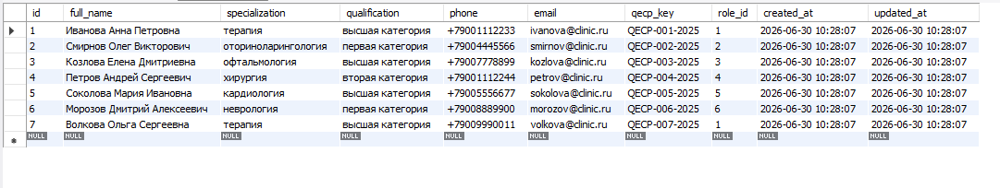 id full_name specialization qualification phone email qecp_key role_id created_at updated_at
1 Иванова Анна Петровна терапия высшая категория +79001112233 ivanova@clinic.ru QECP-001-2025 1 2026-06-30 10:28:07 2026-06-30 10:28:07
2 Смирнов Олег Викторович оториноларингология первая категория +79004445566 smirnov@clinic.ru QECP-002-2025 2 2026-06-30 10:28:07 2026-06-30 10:28:07
3 Козлова Елена Дмитриевна офтальмология высшая категория +79007778899 kozlova@clinic.ru QECP-003-2025 3 2026-06-30 10:28:07 2026-06-30 10:28:07
4 Петров Андрей Сергеевич хирургия вторая категория +79001112244 petrov@clinic.ru QECP-004-2025 4 2026-06-30 10:28:07 2026-06-30 10:28:07
5 Соколова Мария Ивановна кардиология высшая категория +79005556677 sokolova@clinic.ru QECP-005-2025 5 2026-06-30 10:28:07 2026-06-30 10:28:07
6 Морозов Дмитрий Алексеевич неврология первая категория +79008889900 morozov@clinic.ru QECP-006-2025 6 2026-06-30 10:28:07 2026-06-30 10:28:07
7 Волкова Ольга Сергеевна терапия высшая категория +79009990011 volkova@clinic.ru QECP-007-2025 1 2026-06-30 10:28:07 2026-06-30 10:28:07
NULL NULL NULL NULL NULL NULL NULL NULL NULL NULL